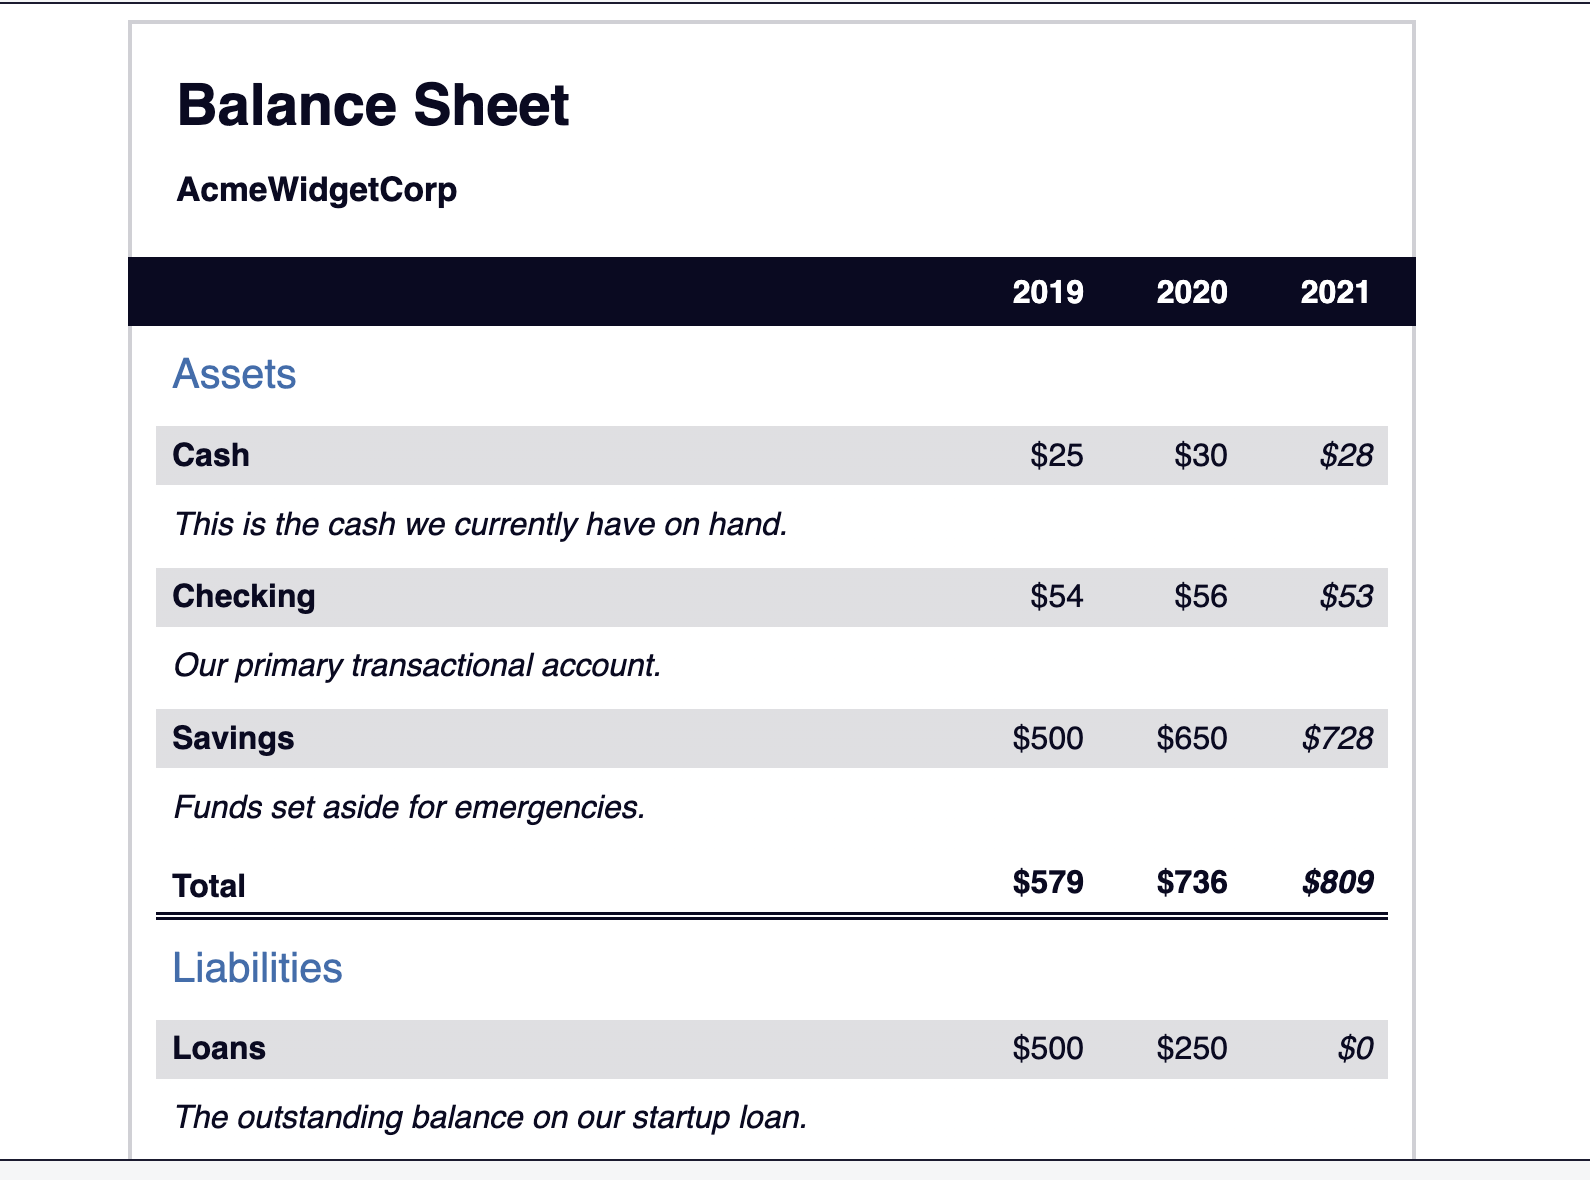 Balance Sheet
AcmeWidgetCorp
2019 2020 2021
Assets
Cash $25 $30 $28
This is the cash we currently have on hand.
Checking $54 $56 $53
Our primary transactional account.
Savings $500 $650 $728
Funds set aside for emergencies.
Total $579 $736 $809
Liabilities
Loans $500 $250 $0
The outstanding balance on our startup loan.